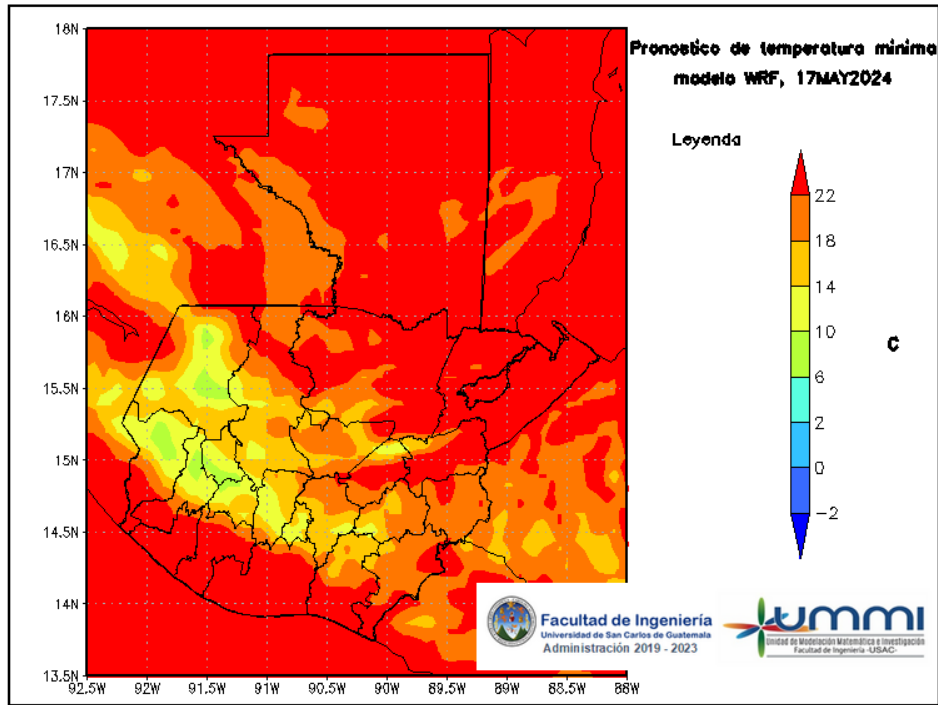 Pronostico de temperatura minima
modelo WRF, 17MAY2024
Leyenda
22
18
14
10
6
2
0
−2
C
18N
17.5N
17N
16.5N
16N
15.5N
15N
14.5N
14N
13.5N
92.5W
92W
91.5W
91W
90.5W
90W
89.5W
89W
88.5W
88W
Facultad de Ingeniería
Universidad de San Carlos de Guatemala
Administración 2019 - 2023
ummi
Unidad de Modelación Matemática e Investigación
Facultad de Ingeniería -USAC-